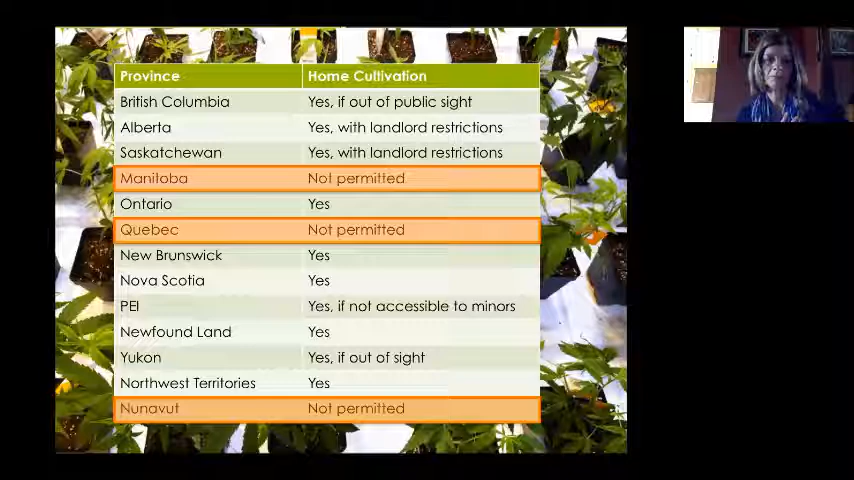 Province Home Cultivation
British Columbia Yes, if out of public sight
Alberta Yes, with landlord restrictions
Saskatchewan Yes, with landlord restrictions
Manitoba Not permitted
Ontario Yes
Quebec Not permitted
New Brunswick Yes
Nova Scotia Yes
PEI Yes, if not accessible to minors
Newfound Land Yes
Yukon Yes, if out of sight
Northwest Territories Yes
Nunavut Not permitted